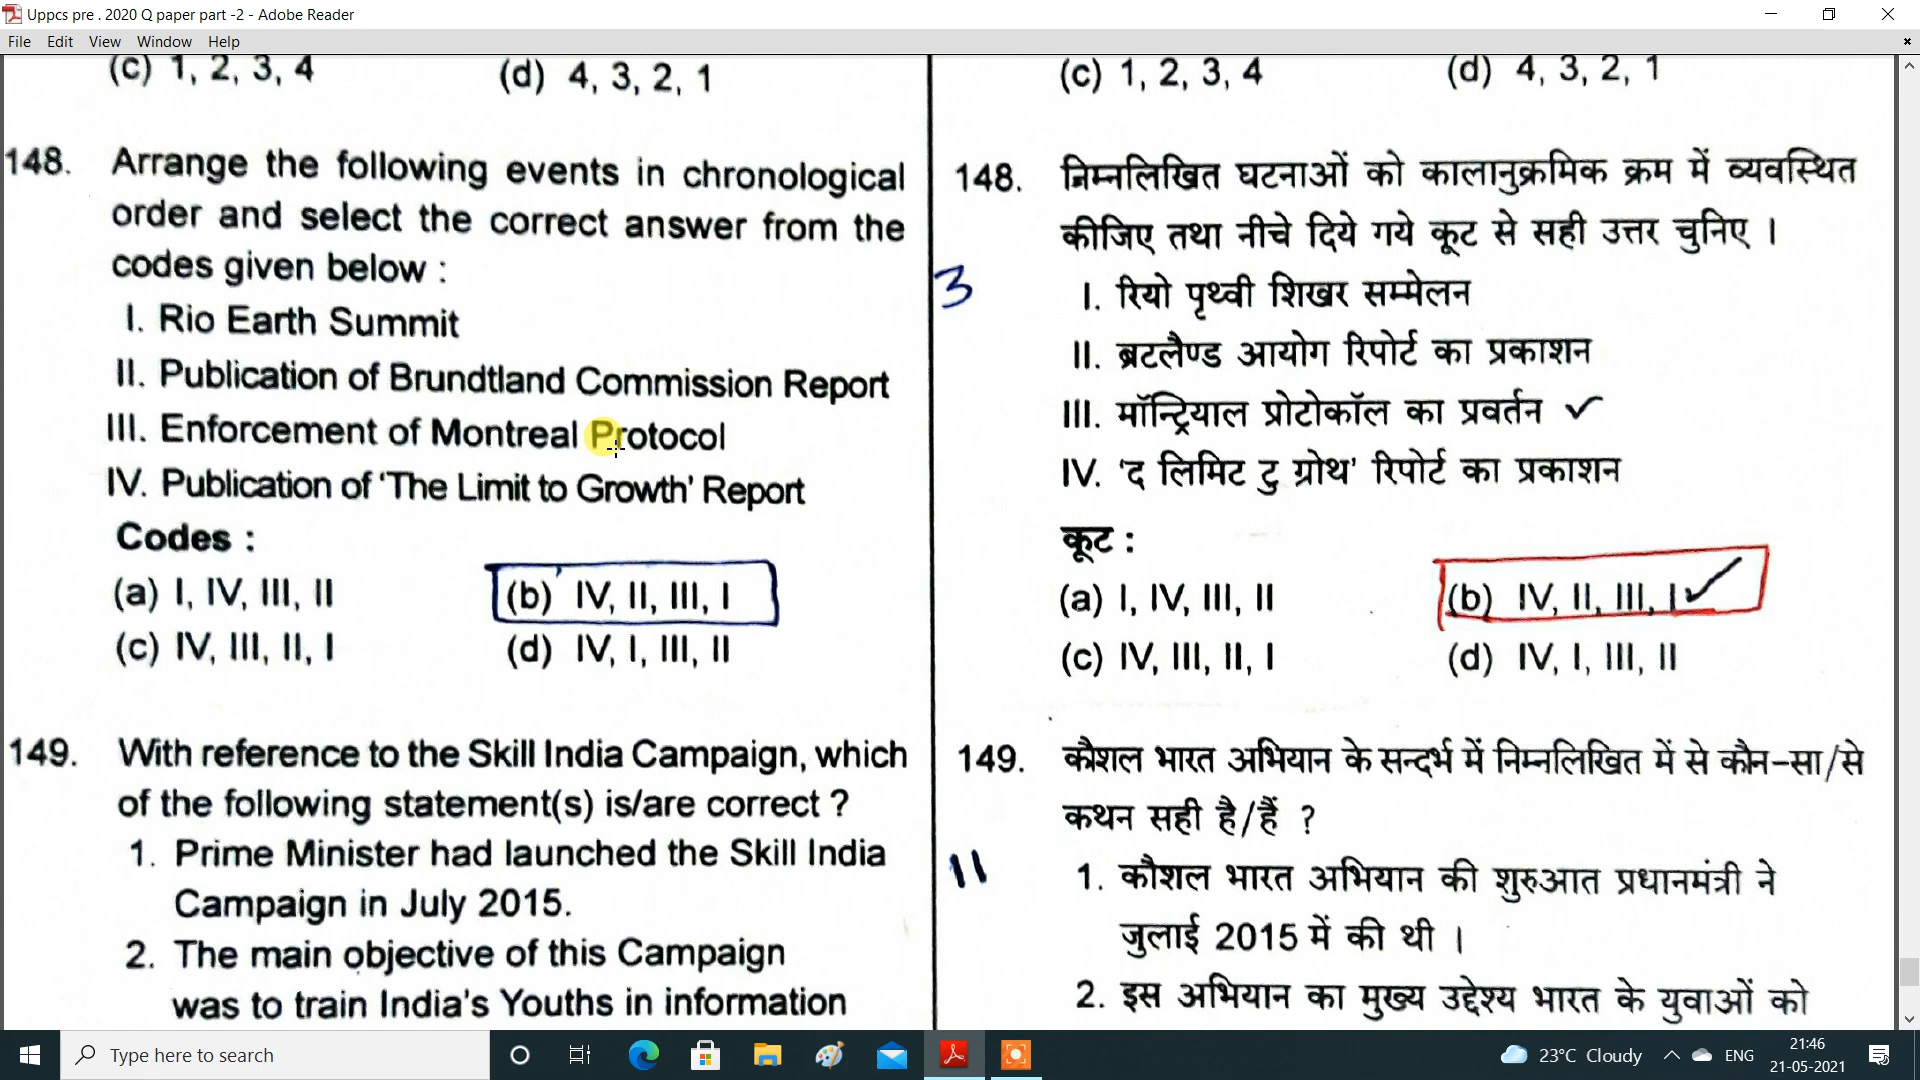 Uppcs pre . 2020 Q paper part -2 - Adobe Reader
File Edit View Window Help
(c) 1, 2, 3, 4 (d) 4, 3, 2, 1
148. Arrange the following events in chronological
order and select the correct answer from the
codes given below :
I. Rio Earth Summit
II. Publication of Brundtland Commission Report
III. Enforcement of Montreal Protocol
IV. Publication of ‘The Limit to Growth’ Report
Codes :
(a) I, IV, III, II (b) IV, II, III, I
(c) IV, III, II, I (d) IV, I, III, II
149. With reference to the Skill India Campaign, which
of the following statement(s) is/are correct ?
1. Prime Minister had launched the Skill India
Campaign in July 2015.
2. The main objective of this Campaign
was to train India's Youths in information
(c) 1, 2, 3, 4 (d) 4, 3, 2, 1
148. निम्नलिखित घटनाओं को कालानुक्रमिक क्रम में व्यवस्थित
कीजिए तथा नीचे दिये गये कूट से सही उत्तर चुनिए ।
3
I. रियो पृथ्वी शिखर सम्मेलन
II. ब्रटलैण्ड आयोग रिपोर्ट का प्रकाशन
III. मॉन्ट्रियाल प्रोटोकॉल का प्रवर्तन ✓
IV. ‘द लिमिट टु ग्रोथ’ रिपोर्ट का प्रकाशन
कूट :
(a) I, IV, III, II (b) IV, II, III, I ✓
(c) IV, III, II, I (d) IV, I, III, II
149. कौशल भारत अभियान के सन्दर्भ में निम्नलिखित में से कौन-सा/से
कथन सही है/हैं ?
11
1. कौशल भारत अभियान की शुरुआत प्रधानमंत्री ने
जुलाई 2015 में की थी ।
2. इस अभियान का मुख्य उद्देश्य भारत के युवाओं को
Type here to search
23°C Cloudy
ENG
21:46
21-05-2021